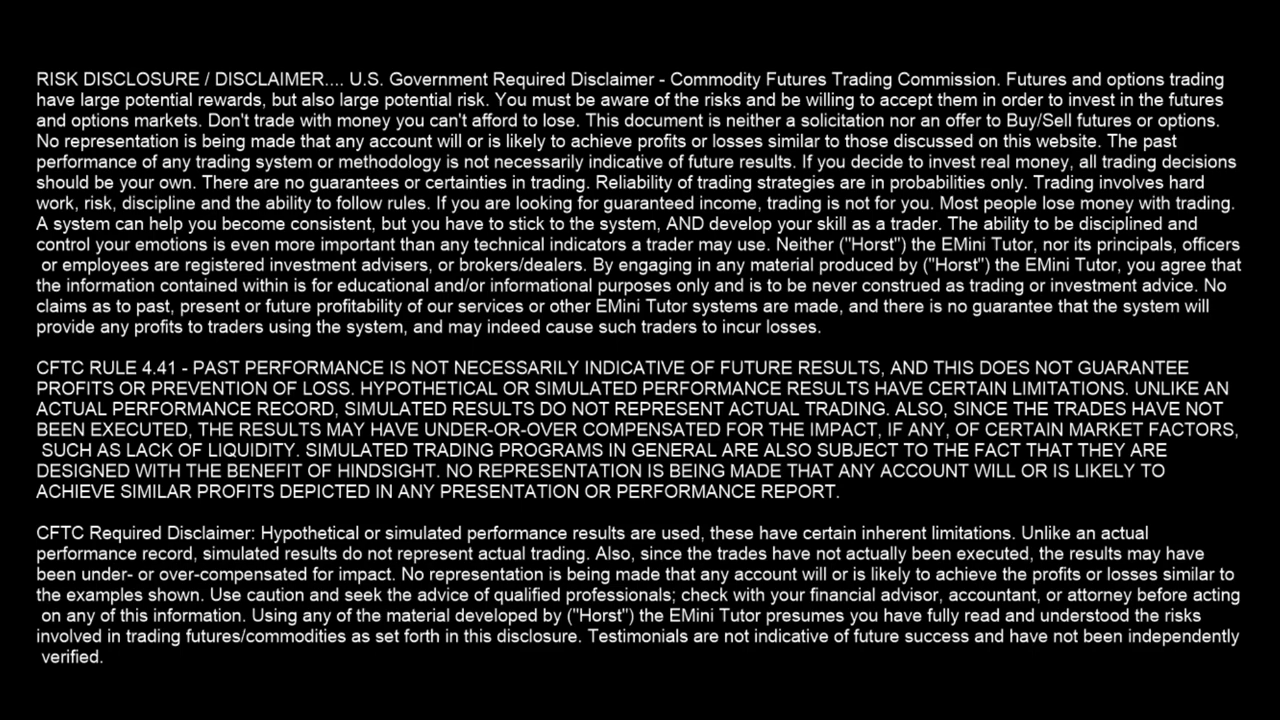 RISK DISCLOSURE / DISCLAIMER.... U.S. Government Required Disclaimer - Commodity Futures Trading Commission. Futures and options trading
have large potential rewards, but also large potential risk. You must be aware of the risks and be willing to accept them in order to invest in the futures
and options markets. Don't trade with money you can't afford to lose. This document is neither a solicitation nor an offer to Buy/Sell futures or options.
No representation is being made that any account will or is likely to achieve profits or losses similar to those discussed on this website. The past
performance of any trading system or methodology is not necessarily indicative of future results. If you decide to invest real money, all trading decisions
should be your own. There are no guarantees or certainties in trading. Reliability of trading strategies are in probabilities only. Trading involves hard
work, risk, discipline and the ability to follow rules. If you are looking for guaranteed income, trading is not for you. Most people lose money with trading.
A system can help you become consistent, but you have to stick to the system, AND develop your skill as a trader. The ability to be disciplined and
control your emotions is even more important than any technical indicators a trader may use. Neither ("Horst") the EMini Tutor, nor its principals, officers
or employees are registered investment advisers, or brokers/dealers. By engaging in any material produced by ("Horst") the EMini Tutor, you agree that
the information contained within is for educational and/or informational purposes only and is to be never construed as trading or investment advice. No
claims as to past, present or future profitability of our services or other EMini Tutor systems are made, and there is no guarantee that the system will
provide any profits to traders using the system, and may indeed cause such traders to incur losses.
CFTC RULE 4.41 - PAST PERFORMANCE IS NOT NECESSARILY INDICATIVE OF FUTURE RESULTS, AND THIS DOES NOT GUARANTEE
PROFITS OR PREVENTION OF LOSS. HYPOTHETICAL OR SIMULATED PERFORMANCE RESULTS HAVE CERTAIN LIMITATIONS. UNLIKE AN
ACTUAL PERFORMANCE RECORD, SIMULATED RESULTS DO NOT REPRESENT ACTUAL TRADING. ALSO, SINCE THE TRADES HAVE NOT
BEEN EXECUTED, THE RESULTS MAY HAVE UNDER-OR-OVER COMPENSATED FOR THE IMPACT, IF ANY, OF CERTAIN MARKET FACTORS,
SUCH AS LACK OF LIQUIDITY. SIMULATED TRADING PROGRAMS IN GENERAL ARE ALSO SUBJECT TO THE FACT THAT THEY ARE
DESIGNED WITH THE BENEFIT OF HINDSIGHT. NO REPRESENTATION IS BEING MADE THAT ANY ACCOUNT WILL OR IS LIKELY TO
ACHIEVE SIMILAR PROFITS DEPICTED IN ANY PRESENTATION OR PERFORMANCE REPORT.
CFTC Required Disclaimer: Hypothetical or simulated performance results are used, these have certain inherent limitations. Unlike an actual
performance record, simulated results do not represent actual trading. Also, since the trades have not actually been executed, the results may have
been under- or over-compensated for impact. No representation is being made that any account will or is likely to achieve the profits or losses similar to
the examples shown. Use caution and seek the advice of qualified professionals; check with your financial advisor, accountant, or attorney before acting
on any of this information. Using any of the material developed by ("Horst") the EMini Tutor presumes you have fully read and understood the risks
involved in trading futures/commodities as set forth in this disclosure. Testimonials are not indicative of future success and have not been independently
verified.